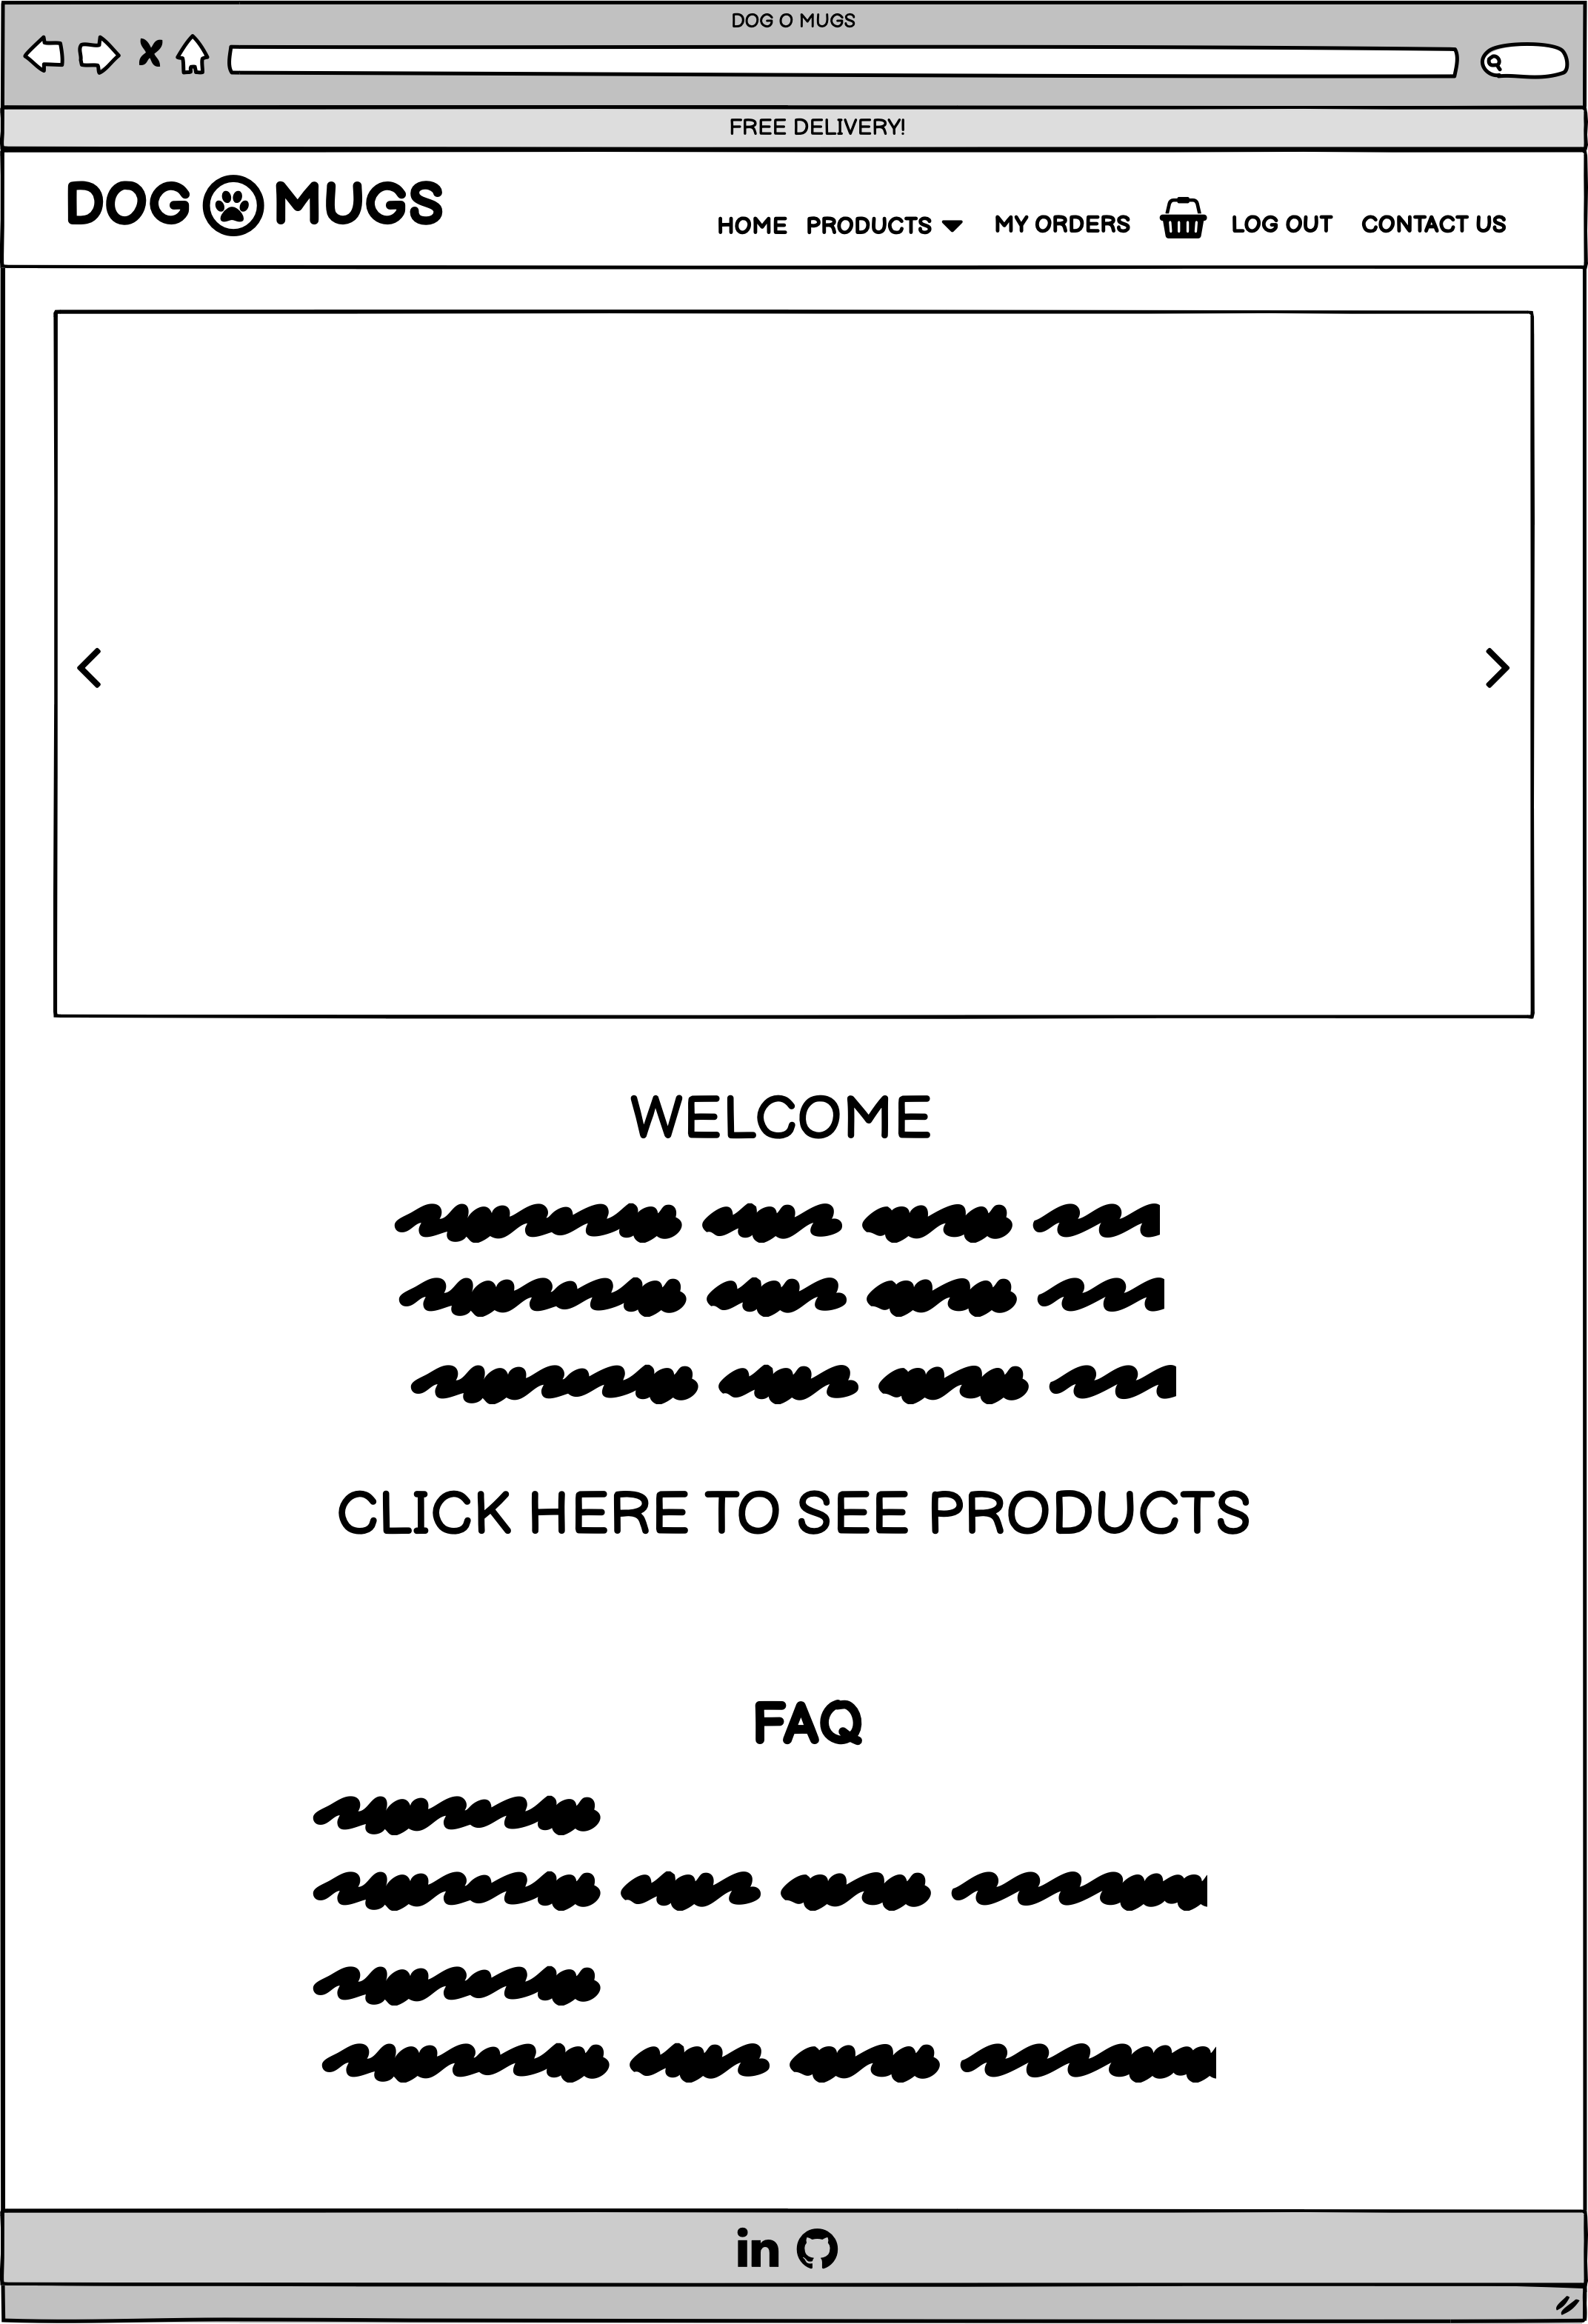 DOG O MUGS
FREE DELIVERY!
DOG MUGS
HOME PRODUCTS MY ORDERS LOG OUT CONTACT US
WELCOME
CLICK HERE TO SEE PRODUCTS
FAQ
in